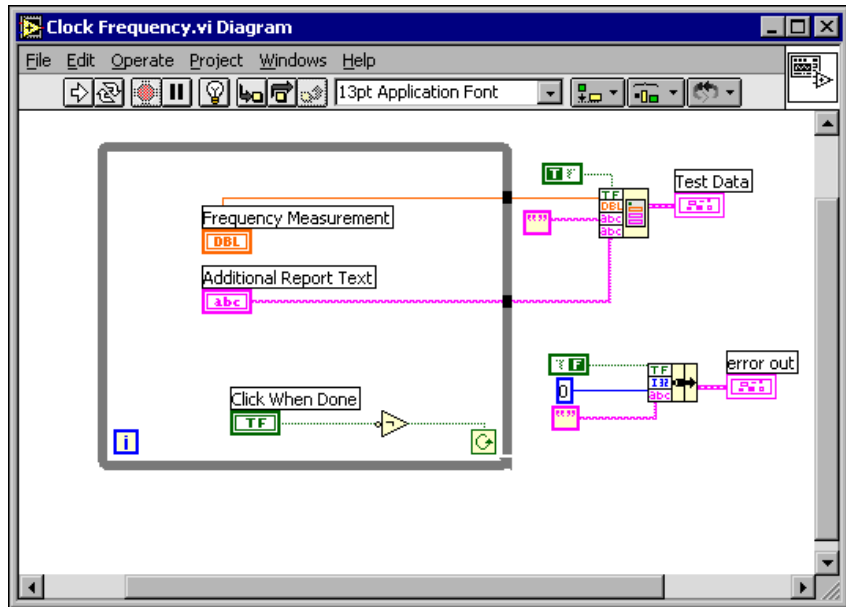 Clock Frequency.vi Diagram
File Edit Operate Project Windows Help
13pt Application Font
T
Test Data
TF
DBL
abc
abc
Frequency Measurement
DBL
""
Additional Report Text
abc
F
TF
I32
abc
error out
0
""
Click When Done
TF
i